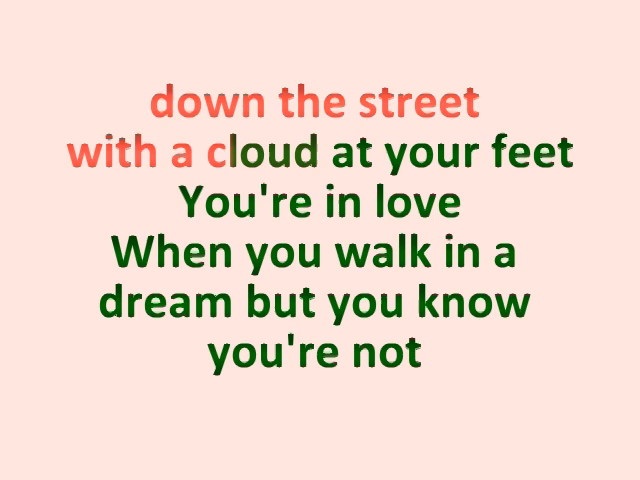 down the street
with a cloud at your feet
You're in love
When you walk in a
dream but you know
you're not